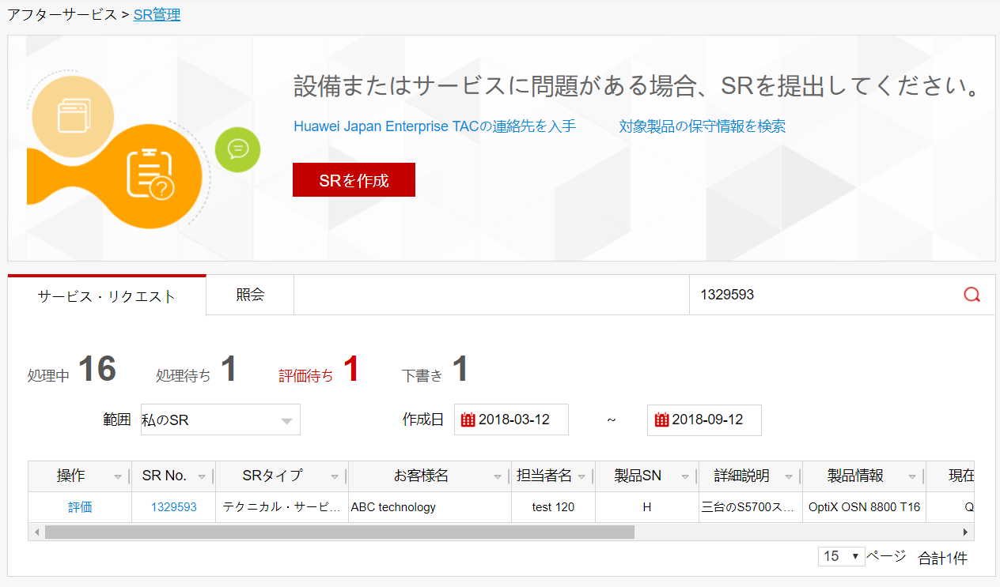 アフターサービス > SR管理
設備またはサービスに問題がある場合、SRを提出してください。
Huawei Japan Enterprise TACの連絡先を入手 対象製品の保守情報を検索
SRを作成
サービス・リクエスト 照会 1329593
処理中 16 処理待ち 1 評価待ち 1 下書き 1
範囲 私のSR 作成日 2018-03-12 ~ 2018-09-12
操作 SR No. SRタイプ お客様名 担当者名 製品SN 詳細説明 製品情報 現在
評価 1329593 テクニカル・サービ… ABC technology test 120 H 三台のS5700ス… OptiX OSN 8800 T16 Q
15 ページ 合計1件